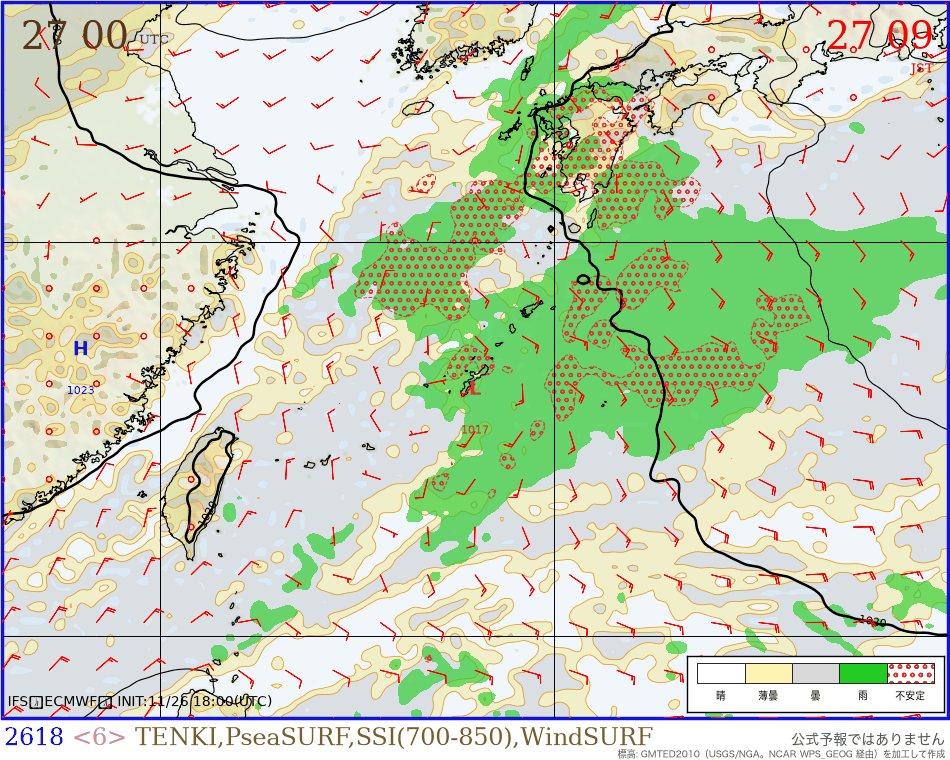 27 00 UTC
27 09
JST
H
1023
L
1017
1020
1020
晴 薄曇 曇 雨 不安定
IFS ECMWF INIT:11/26 18:00(UTC)
2618 <6> TENKI,PseaSURF,SSI(700-850),WindSURF
公式予報ではありません
標高: GMTED2010（USGS/NGA。NCAR WPS_GEOG 経由）を加工して作成